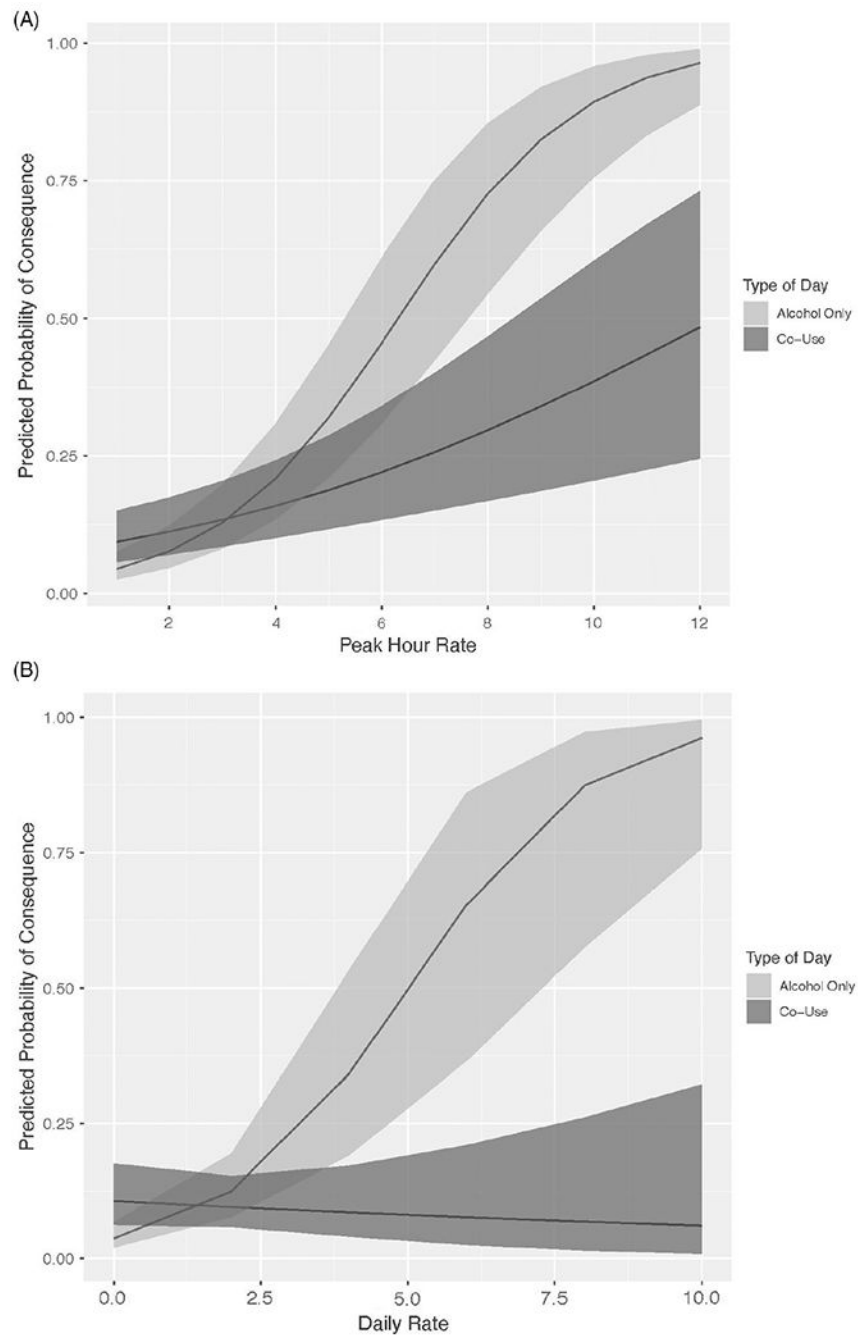 (A)
1.00
0.75
0.50
0.25
0.00
Predicted Probability of Consequence
2 4 6 8 10 12
Peak Hour Rate
Type of Day
Alcohol Only
Co-Use
(B)
1.00
0.75
0.50
0.25
0.00
Predicted Probability of Consequence
0.0 2.5 5.0 7.5 10.0
Daily Rate
Type of Day
Alcohol Only
Co-Use